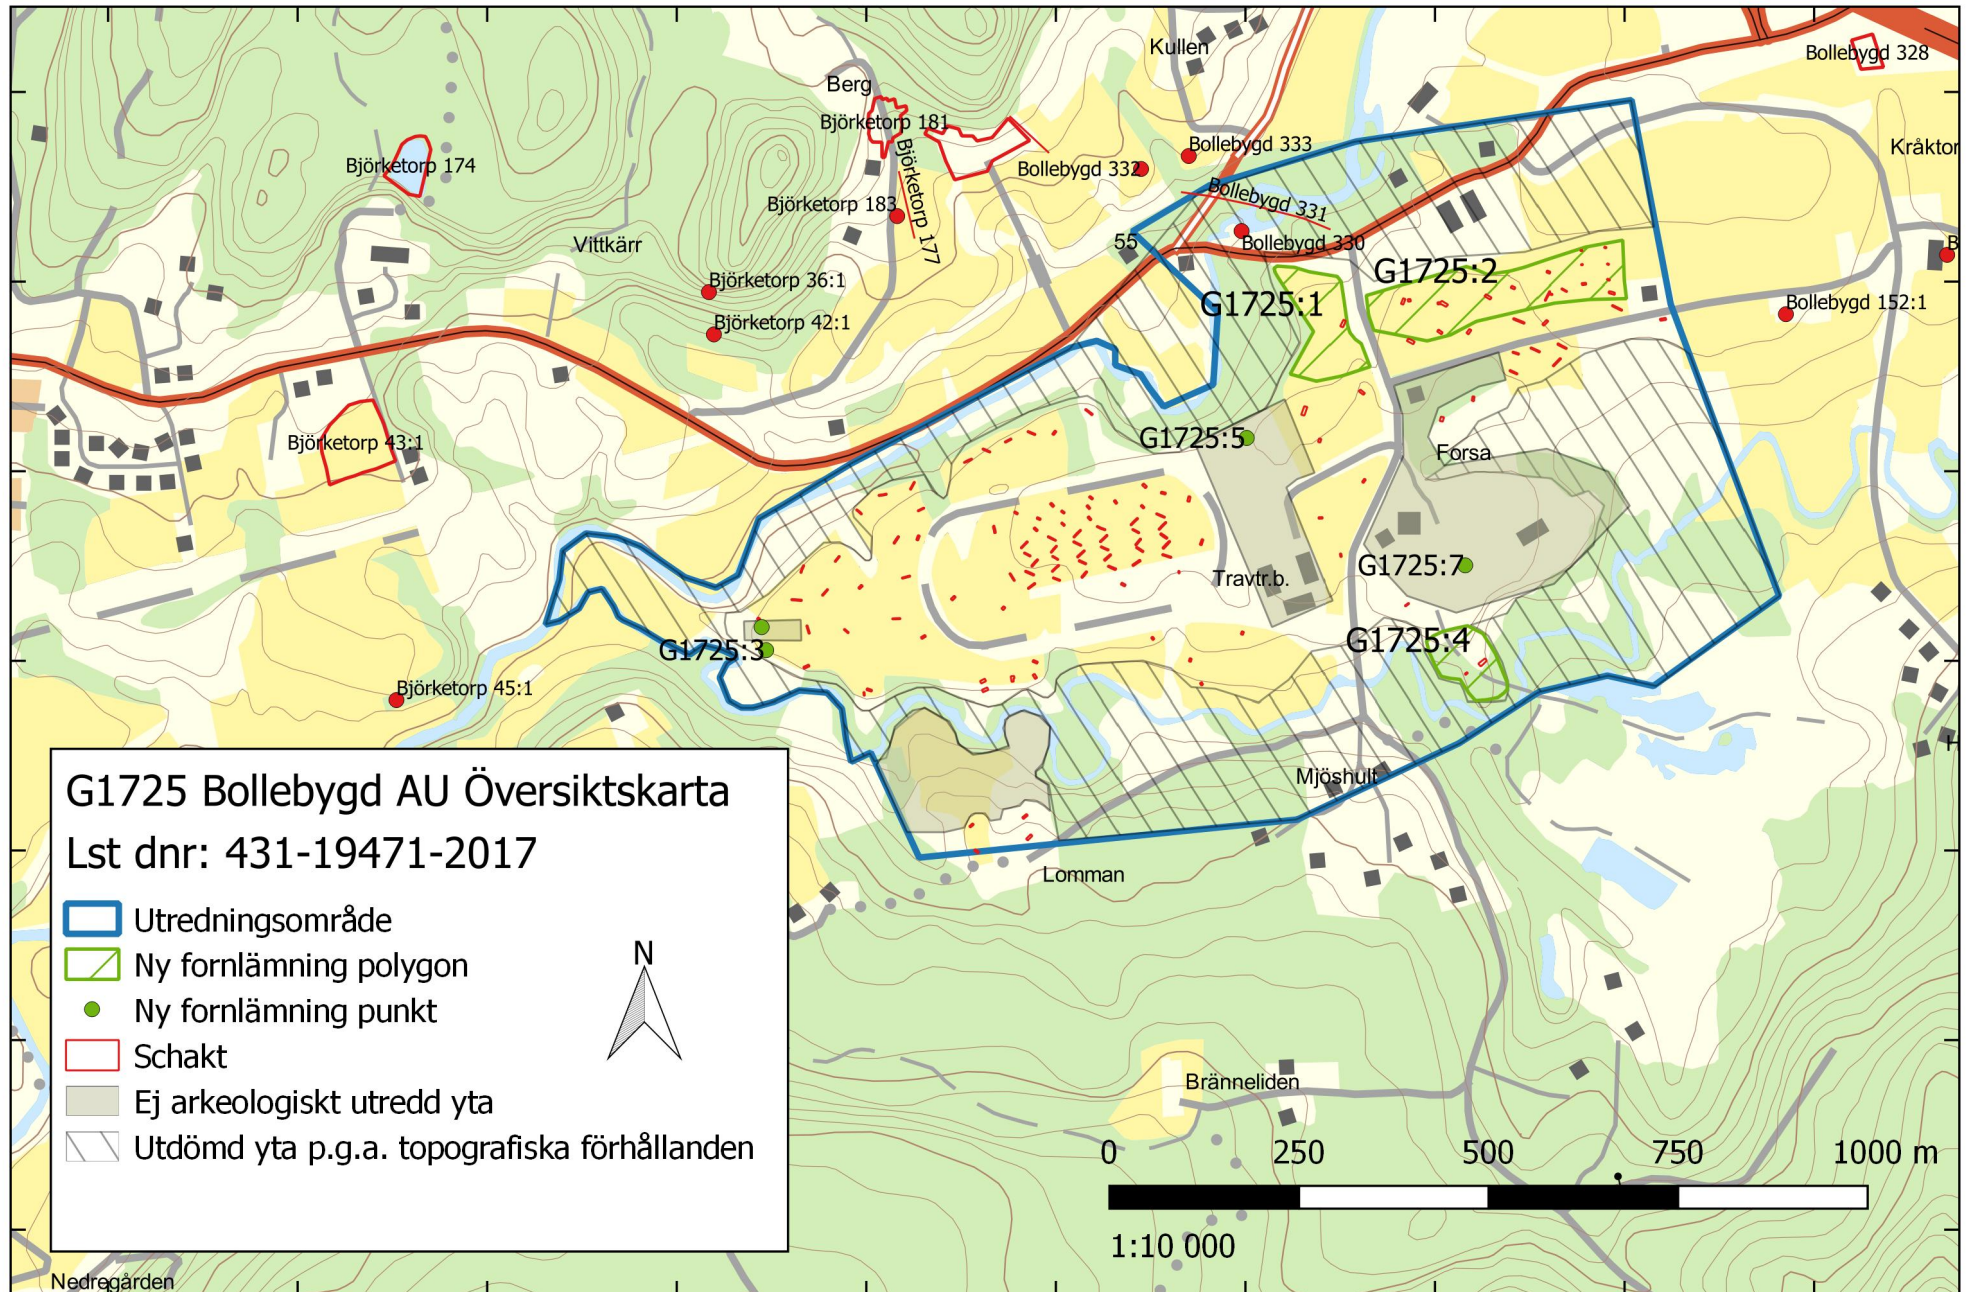 Kullen
Bollebygd 328
Berg
Björketorp 181
Bollebygd 333
Kråktor
Björketorp 174
Bollebygd 332
Björketorp 177
Bollebygd 331
Björketorp 183
Vittkärr
55
Bollebygd 330
B
G1725:2
Björketorp 36:1
G1725:1
Bollebygd 152:1
Björketorp 42:1
Björketorp 43:1
G1725:5
Forsa
G1725:7
Travtr.b.
G1725:3
G1725:4
Björketorp 45:1
Mjöshult
Lomman
G1725 Bollebygd AU Översiktskarta
Lst dnr: 431-19471-2017
Utredningsområde
Ny fornlämning polygon
Ny fornlämning punkt
Schakt
Ej arkeologiskt utredd yta
Utdömd yta p.g.a. topografiska förhållanden
N
Bränneliden
0 250 500 750 1000 m
1:10 000
Nedregården